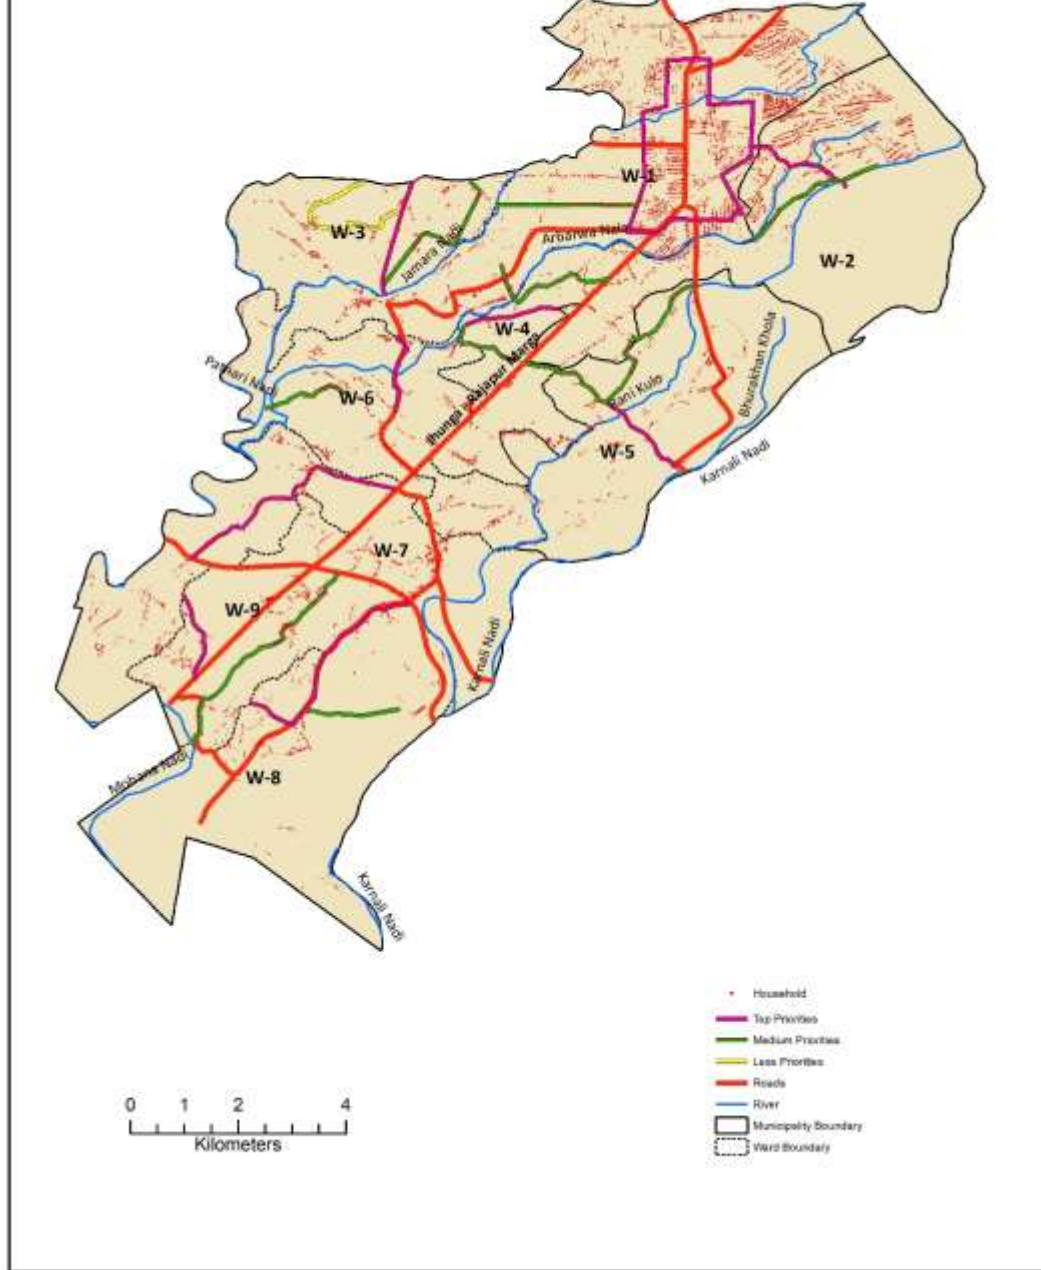 W-1
Arbarwa Nala
W-3
Jamara Nadi
W-2
W-4
Bhurakhan Khola
Jhunga - Rajapur Marga
Pathari Nadi
Rani Kulo
W-6
W-5
Karnali Nadi
W-7
W-9
Karnali Nadi
Mohana Nadi
W-8
Karnali Nadi
Household
Top Priorities
Medium Priorities
Less Priorities
Roads
River
Municipality Boundary
Ward Boundary
0 1 2 4
Kilometers